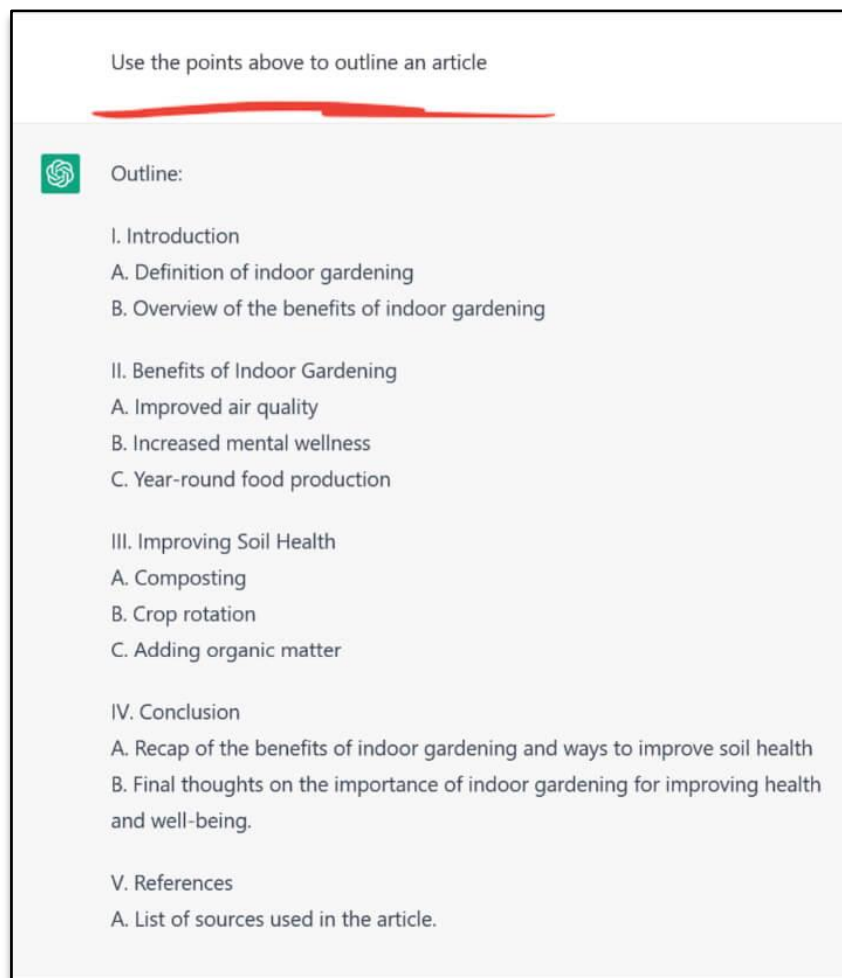 Use the points above to outline an article
Outline:
I. Introduction
A. Definition of indoor gardening
B. Overview of the benefits of indoor gardening
II. Benefits of Indoor Gardening
A. Improved air quality
B. Increased mental wellness
C. Year-round food production
III. Improving Soil Health
A. Composting
B. Crop rotation
C. Adding organic matter
IV. Conclusion
A. Recap of the benefits of indoor gardening and ways to improve soil health
B. Final thoughts on the importance of indoor gardening for improving health
and well-being.
V. References
A. List of sources used in the article.